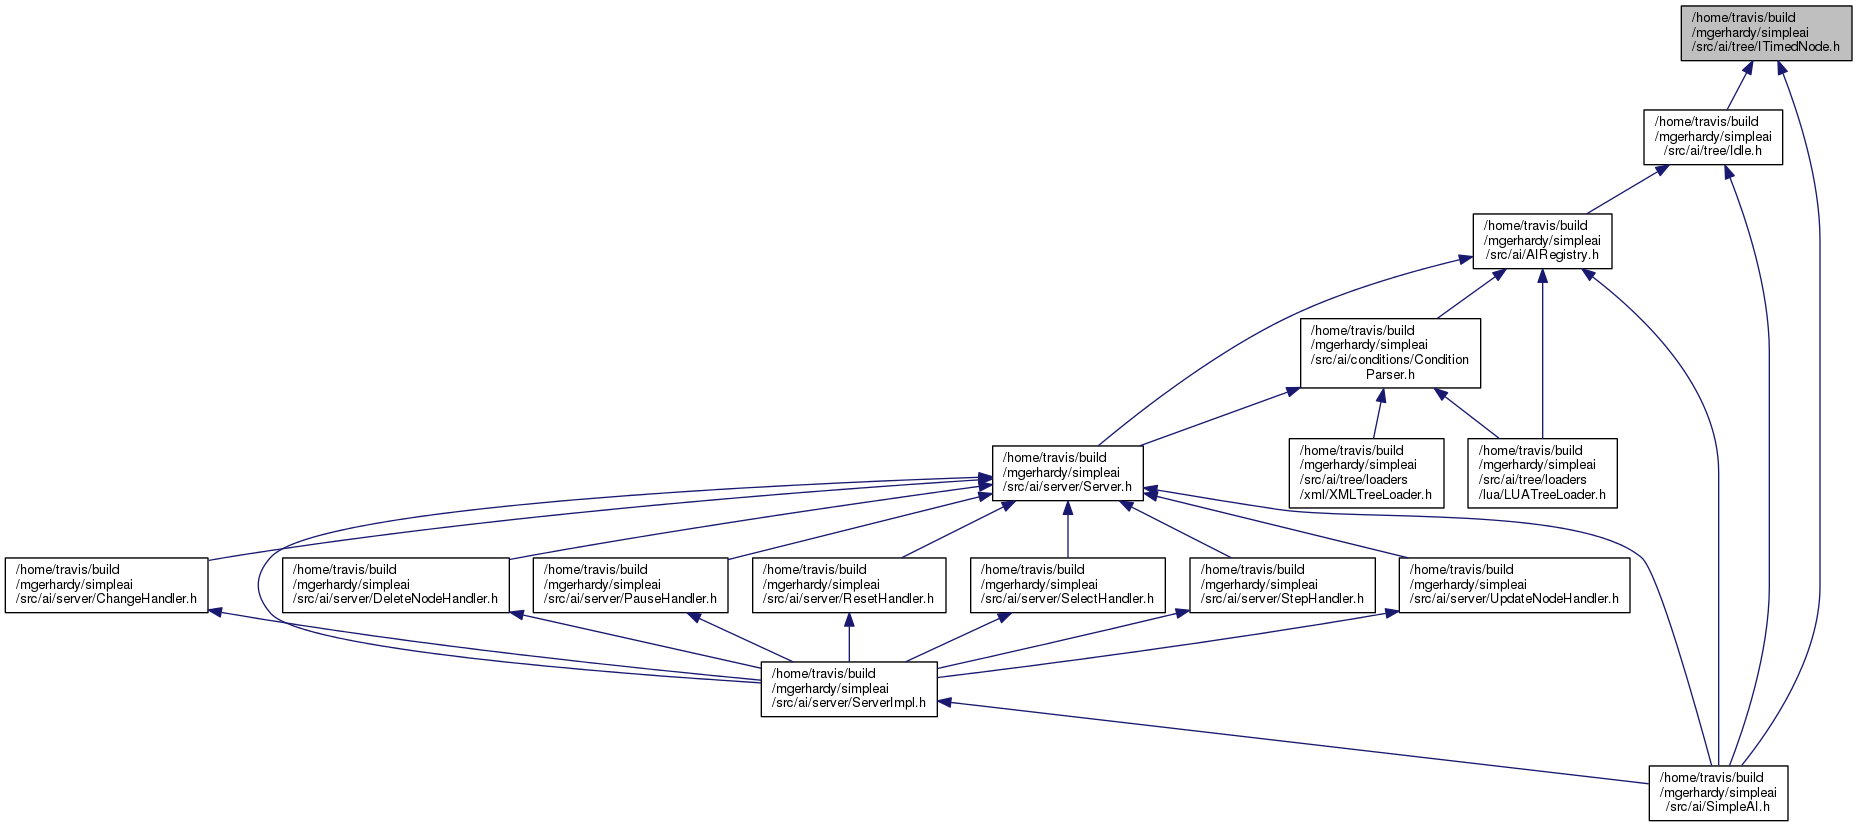 /home/travis/build
/mgerhardy/simpleai
/src/ai/tree/ITimedNode.h
/home/travis/build
/mgerhardy/simpleai
/src/ai/tree/Idle.h
/home/travis/build
/mgerhardy/simpleai
/src/ai/AIRegistry.h
/home/travis/build
/mgerhardy/simpleai
/src/ai/conditions/Condition
Parser.h
/home/travis/build
/mgerhardy/simpleai
/src/ai/server/Server.h
/home/travis/build
/mgerhardy/simpleai
/src/ai/tree/loaders
/xml/XMLTreeLoader.h
/home/travis/build
/mgerhardy/simpleai
/src/ai/tree/loaders
/lua/LUATreeLoader.h
/home/travis/build
/mgerhardy/simpleai
/src/ai/server/ChangeHandler.h
/home/travis/build
/mgerhardy/simpleai
/src/ai/server/DeleteNodeHandler.h
/home/travis/build
/mgerhardy/simpleai
/src/ai/server/PauseHandler.h
/home/travis/build
/mgerhardy/simpleai
/src/ai/server/ResetHandler.h
/home/travis/build
/mgerhardy/simpleai
/src/ai/server/SelectHandler.h
/home/travis/build
/mgerhardy/simpleai
/src/ai/server/StepHandler.h
/home/travis/build
/mgerhardy/simpleai
/src/ai/server/UpdateNodeHandler.h
/home/travis/build
/mgerhardy/simpleai
/src/ai/server/ServerImpl.h
/home/travis/build
/mgerhardy/simpleai
/src/ai/SimpleAI.h